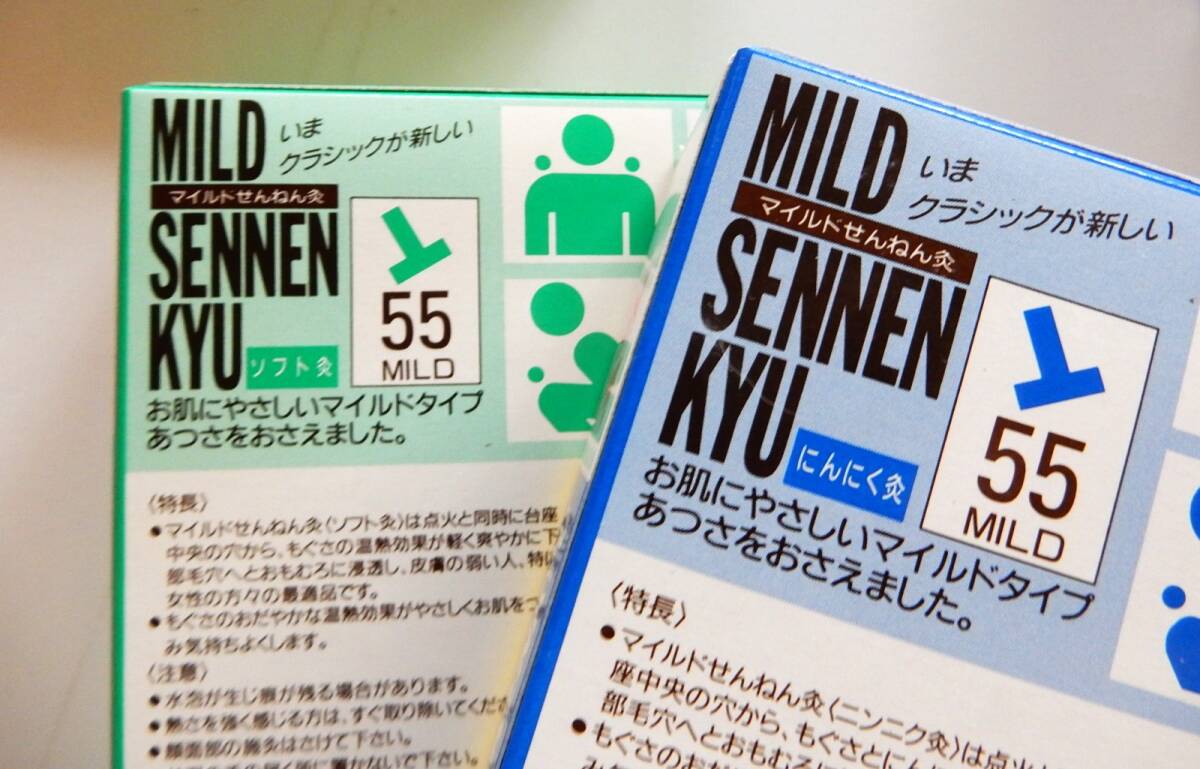 MILD
いま
クラシックが新しい
マイルドせんねん灸
SENNEN
KYU
ソフト灸
55
MILD
お肌にやさしいマイルドタイプ
あつさをおさえました。
〈特長〉
●マイルドせんねん灸〈ソフト灸〉は点火と同時に台座
中央の穴から、もぐさの温熱効果が軽く爽やかに下
部毛穴へとおもむろに浸透し、皮膚の弱い人、特に
女性の方々の最適品です。
●もぐさのおだやかな温熱効果がやさしくお肌をつ
み気持ちよくします。
〈注意〉
●水泡が生じ痕が残る場合があります。
●熱さを強く感じる方は、すぐ取り除いてくださ
●顔面部の施灸はさけて下さい。
MILD
いま
クラシックが新しい
マイルドせんねん灸
SENNEN
KYU
にんにく灸
55
MILD
お肌にやさしいマイルドタイプ
あつさをおさえました。
〈特長〉
●マイルドせんねん灸〈ニンニク灸〉は点火
座中央の穴から、もぐさとにん
部毛穴へとおもむろに
●もぐさのおだ